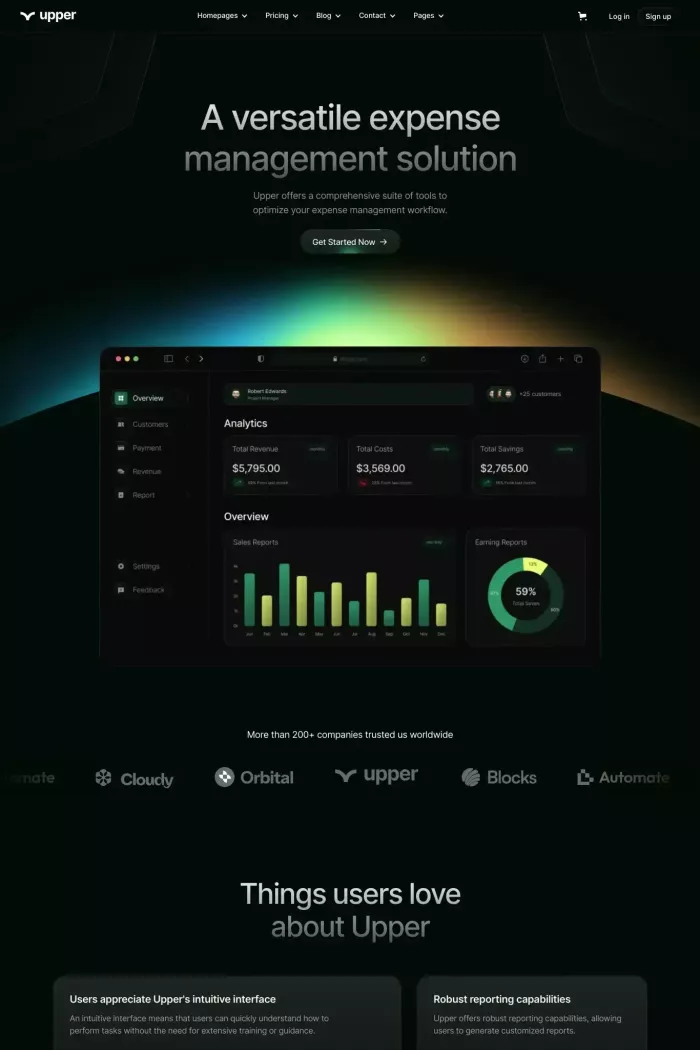 upper
Homepages
Pricing
Blog
Contact
Pages
Log in
Sign up
A versatile expense
management solution
Upper offers a comprehensive suite of tools to
optimize your expense management workflow.
Get Started Now
Robert Edwards
Project Manager
+25 customers
Overview
Customers
Payment
Revenue
Report
Settings
Feedback
Analytics
Total Revenue
$5,795.00
Total Costs
$3,569.00
Total Savings
$2,765.00
Overview
Sales Reports
Jan
Feb
Mar
Apr
May
Jun
Jul
Aug
Sep
Oct
Nov
Dec
Earning Reports
59%
Total Sales
More than 200+ companies trusted us worldwide
Cloudy
Orbital
upper
Blocks
Automate
Things users love
about Upper
Users appreciate Upper's intuitive interface
An intuitive interface means that users can quickly understand how to
perform tasks without the need for extensive training or guidance.
Robust reporting capabilities
Upper offers robust reporting capabilities, allowing
users to generate customized reports.